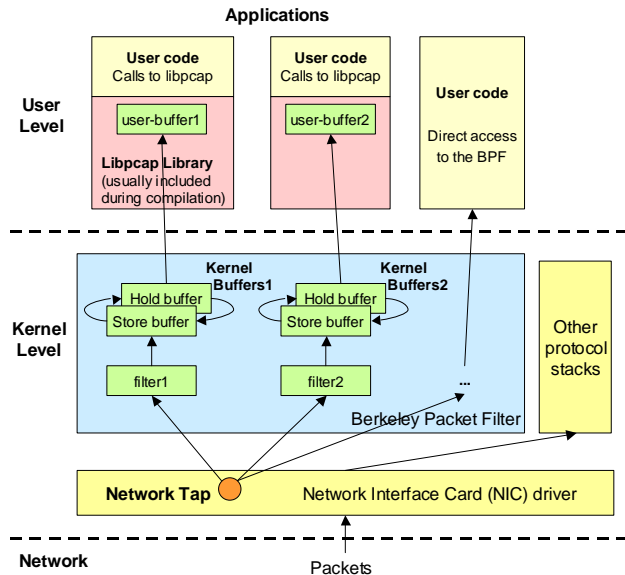 Applications
User code
Calls to libpcap
User code
Calls to libpcap
User code
Direct access
to the BPF
User
Level
user-buffer1
user-buffer2
Libpcap Library
(usually included
during compilation)
Kernel
Level
Kernel
Buffers1
Hold buffer
Store buffer
filter1
Kernel
Buffers2
Hold buffer
Store buffer
filter2
...
Berkeley Packet Filter
Other
protocol
stacks
Network Tap
Network Interface Card (NIC) driver
Network
Packets